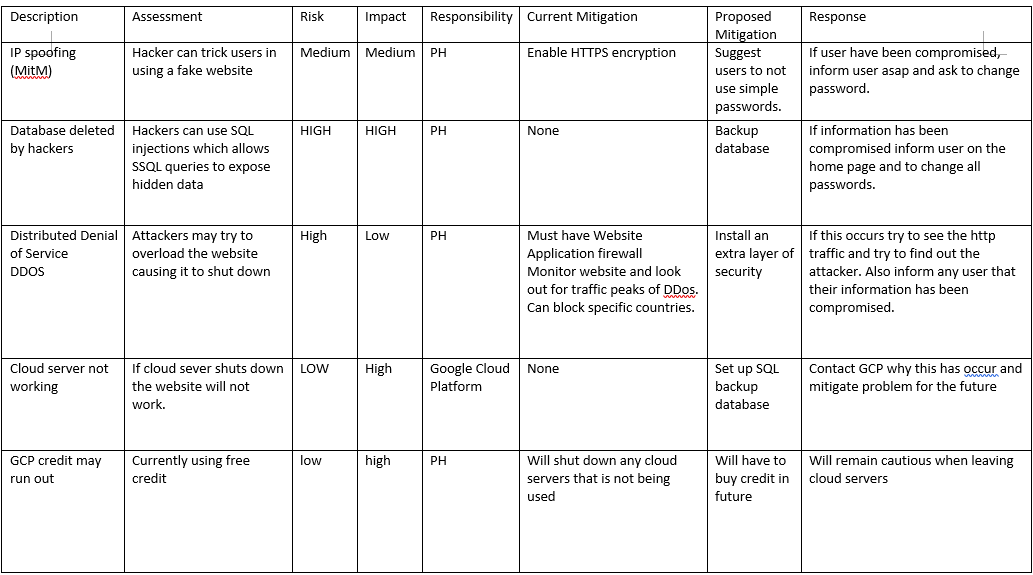 Description
Assessment
Risk
Impact
Responsibility
Current Mitigation
Proposed
Mitigation
Response
IP spoofing
(MitM)
Hacker can trick users in
using a fake website
Medium
Medium
PH
Enable HTTPS encryption
Suggest
users to not
use simple
passwords.
If user have been compromised,
inform user asap and ask to change
password.
Database deleted
by hackers
Hackers can use SQL
injections which allows
SSQL queries to expose
hidden data
HIGH
HIGH
PH
None
Backup
database
If information has been
compromised inform user on the
home page and to change all
passwords.
Distributed Denial
of Service
DDOS
Attackers may try to
overload the website
causing it to shut down
High
Low
PH
Must have Website
Application firewall
Monitor website and look
out for traffic peaks of DDos.
Can block specific countries.
Install an
extra layer of
security
If this occurs try to see the http
traffic and try to find out the
attacker. Also inform any user that
their information has been
compromised.
Cloud server not
working
If cloud sever shuts down
the website will not
work.
LOW
High
Google Cloud
Platform
None
Set up SQL
backup
database
Contact GCP why this has occur and
mitigate problem for the future
GCP credit may
run out
Currently using free
credit
low
high
PH
Will shut down any cloud
servers that is not being
used
Will have to
buy credit in
future
Will remain cautious when leaving
cloud servers